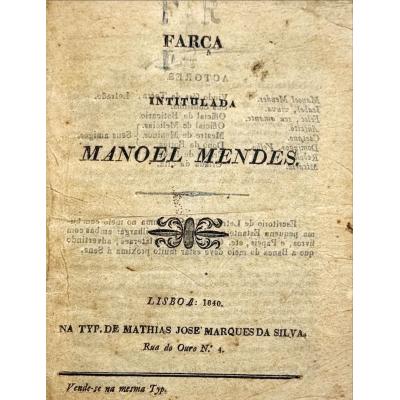 FARÇA
INTITULADA
MANOEL MENDES.
LISBOA: 1840.
NA TYP. DE MATHIAS JOSÉ MARQUES DA SILVA.
Rua do Ouro N.º 4.
Vende-se na mesma Typ.